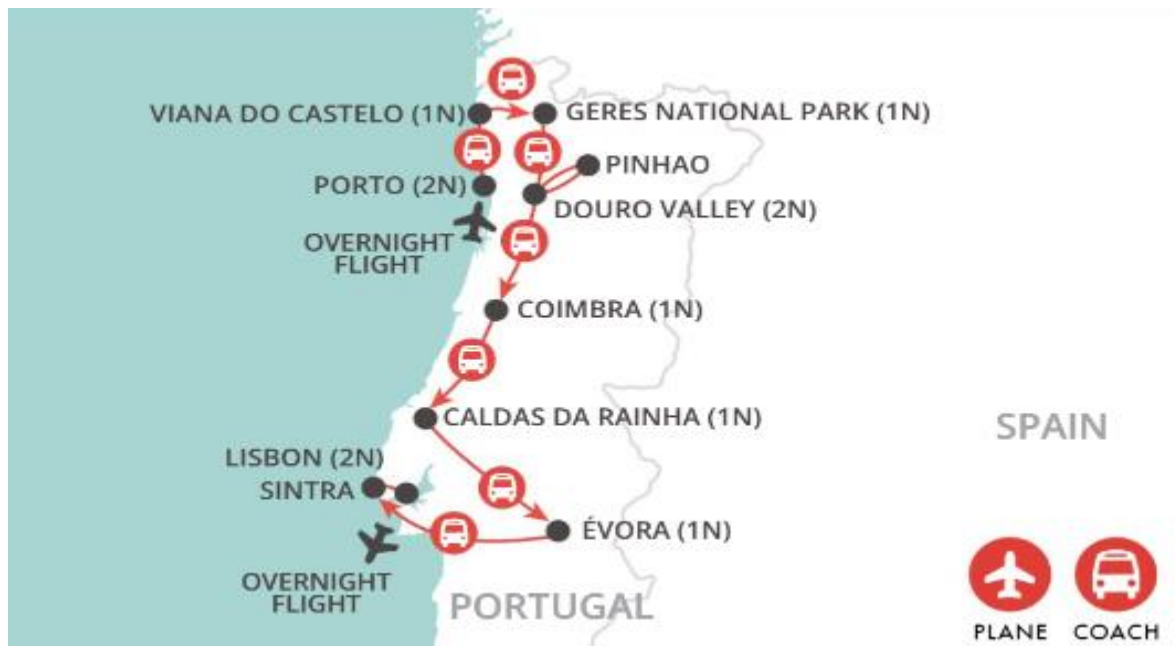 VIANA DO CASTELO (1N)
GERES NATIONAL PARK (1N)
PINHAO
PORTO (2N)
DOURO VALLEY (2N)
OVERNIGHT
FLIGHT
COIMBRA (1N)
CALDAS DA RAINHA (1N)
SPAIN
LISBON (2N)
SINTRA
ÉVORA (1N)
OVERNIGHT
FLIGHT
PORTUGAL
PLANE
COACH